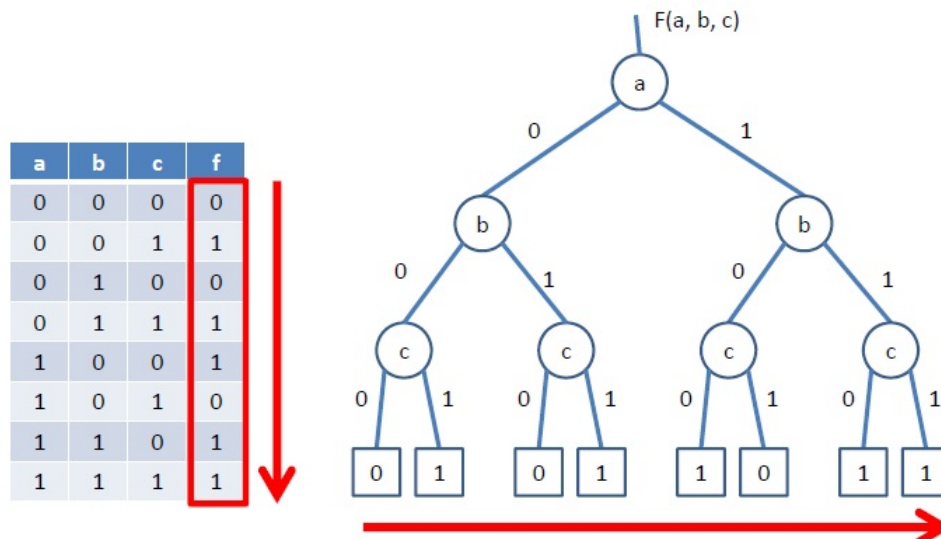 F(a, b, c)
a
0 1
a b c f
0 0 0 0
b b
0 0 1 1
0 1 0 0
0 1 0 1
0 1 1 1
1 0 0 1
c c c c
1 0 1 0
0 1 0 1 0 1 0 1
1 1 0 1
0 1 0 1 1 0 1 1
1 1 1 1